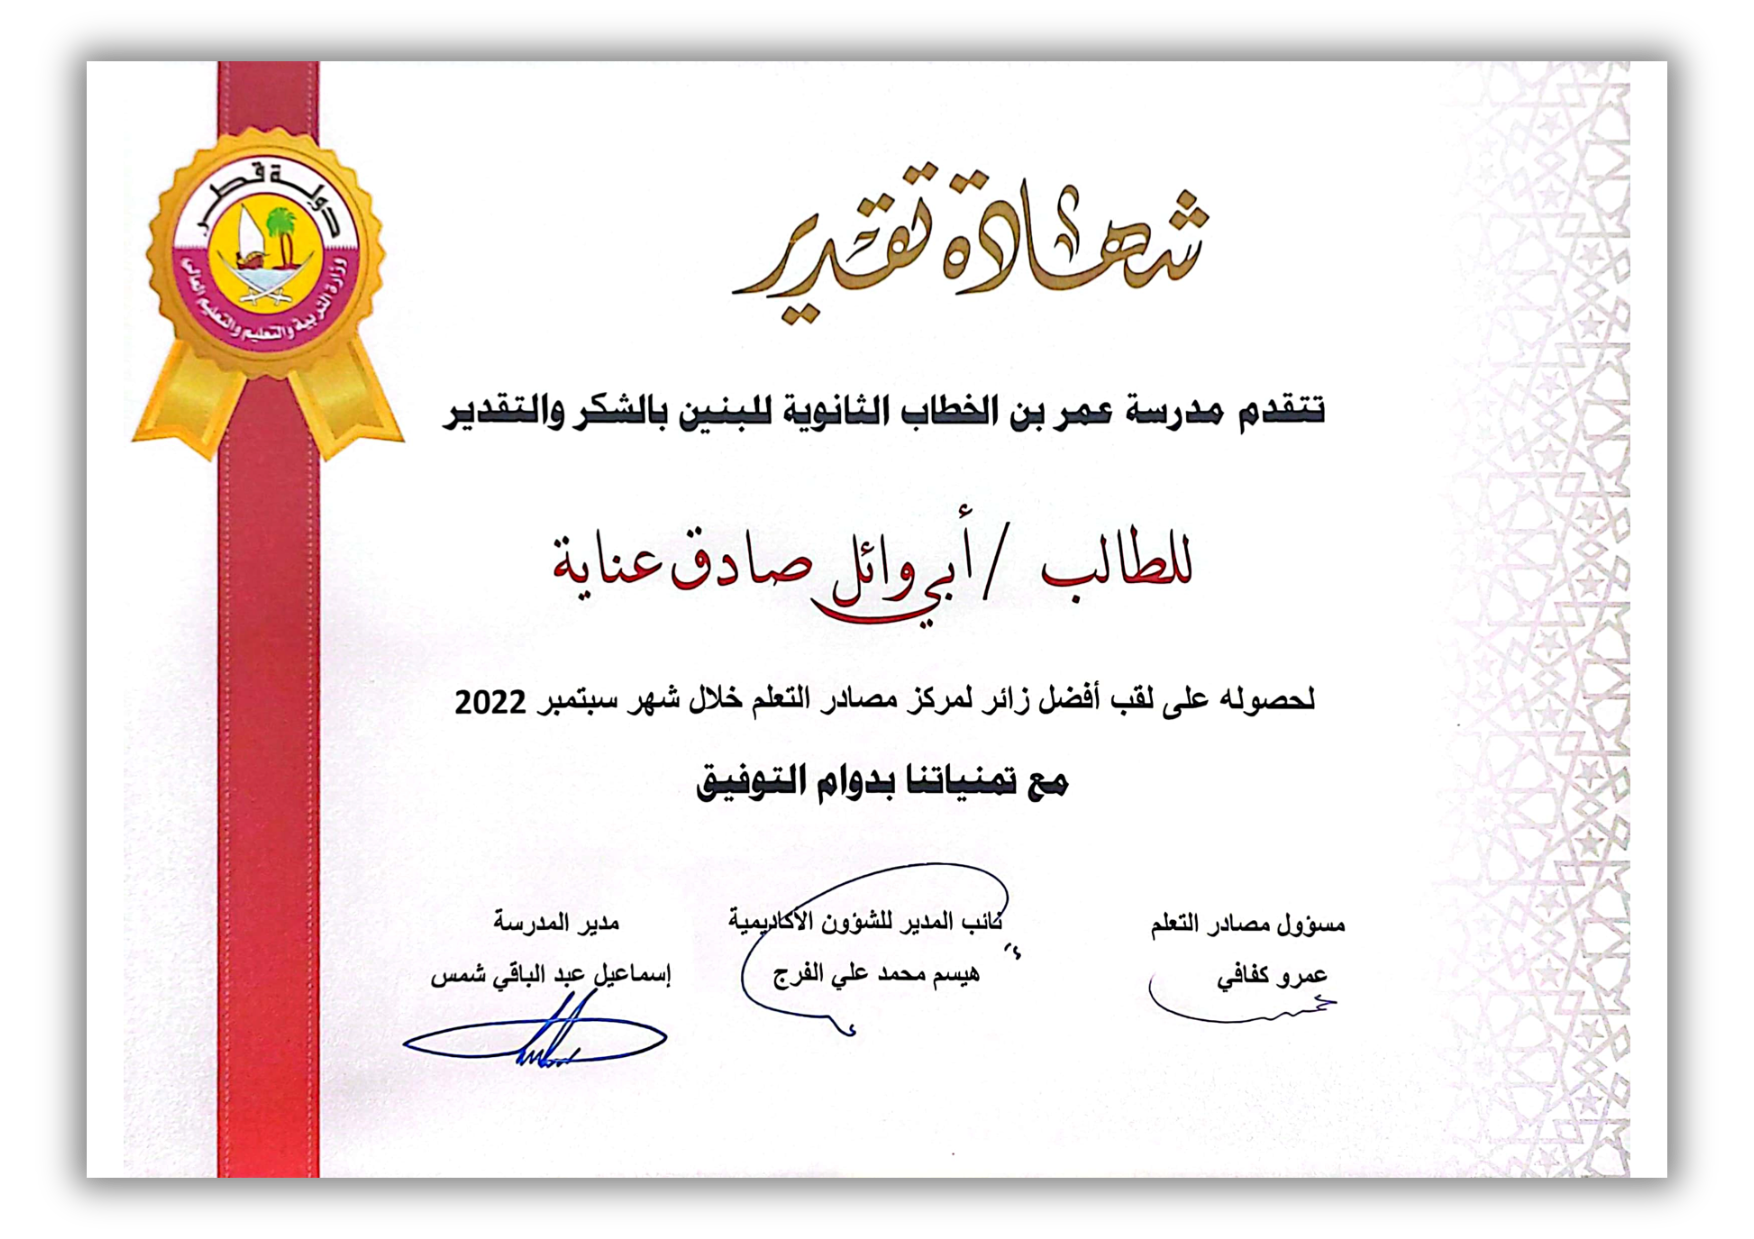 دولة قطر
وزارة التربية والتعليم والتعليم العالي
شهادة تقدير
تتقدم مدرسة عمر بن الخطاب الثانوية للبنين بالشكر والتقدير
للطالب / أبي وائل صادق عناية
لحصوله على لقب أفضل زائر لمركز مصادر التعلم خلال شهر سبتمبر 2022
مع تمنياتنا بدوام التوفيق
مسؤول مصادر التعلم
عمرو كفافي
نائب المدير للشؤون الأكاديمية
هيسم محمد علي الفرج
مدير المدرسة
إسماعيل عبد الباقي شمس